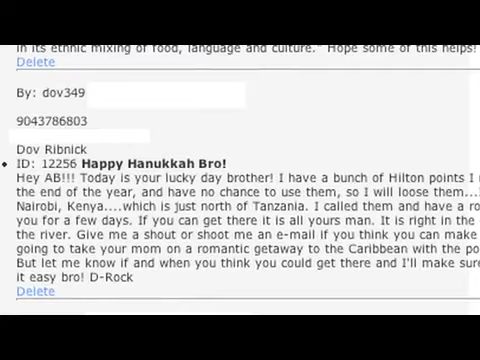 in its ethnic mixing of food, language and culture." Hope some of this helps!
Delete
By: dov349
9043786803
Dov Ribnick
ID: 12256 Happy Hanukkah Bro!
Hey AB!!! Today is your lucky day brother! I have a bunch of Hilton points I
the end of the year, and have no chance to use them, so I will loose them...
Nairobi, Kenya....which is just north of Tanzania. I called them and have a ro
you for a few days. If you can get there it is all yours man. It is right in the
the river. Give me a shout or shoot me an e-mail if you think you can make
going to take your mom on a romantic getaway to the Caribbean with the po
But let me know if and when you think you could get there and I'll make sure
it easy bro! D-Rock
Delete